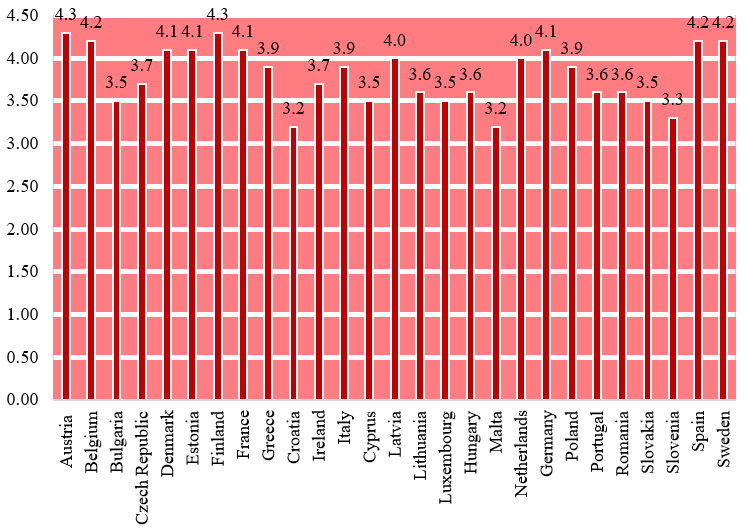 4.50
4.00
3.50
3.00
2.50
2.00
1.50
1.00
0.50
0.00
4.3
4.2
3.5
3.7
4.1
4.1
4.3
4.1
3.9
3.2
3.7
3.9
3.5
4.0
3.6
3.5
3.6
3.2
4.0
4.1
3.9
3.6
3.6
3.5
3.3
4.2
4.2
Austria
Belgium
Bulgaria
Czech Republic
Denmark
Estonia
Finland
France
Greece
Croatia
Ireland
Italy
Cyprus
Latvia
Lithuania
Luxembourg
Hungary
Malta
Netherlands
Germany
Poland
Portugal
Romania
Slovakia
Slovenia
Spain
Sweden